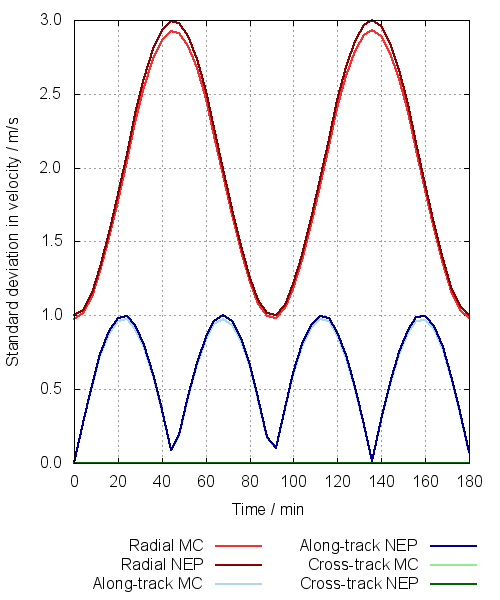 3.0
2.5
2.0
1.5
1.0
0.5
0.0
Standard deviation in velocity / m/s
0 20 40 60 80 100 120 140 160 180
Time / min
Radial MC Along-track NEP
Radial NEP Cross-track MC
Along-track MC Cross-track NEP